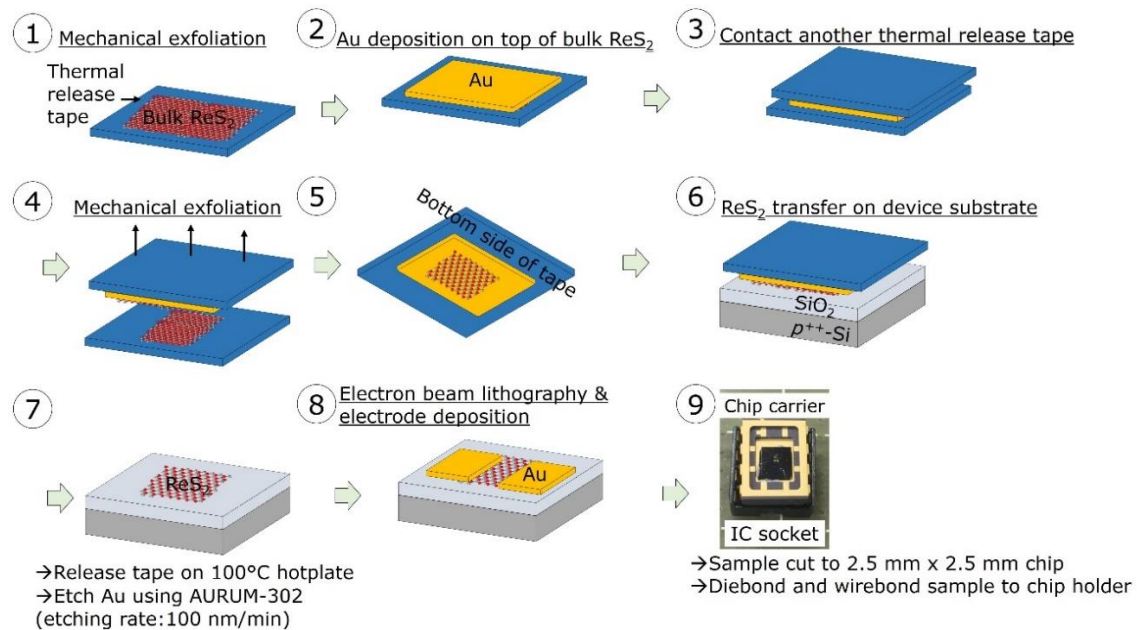 ① Mechanical exfoliation
Thermal
release
tape
Bulk ReS₂
② Au deposition on top of bulk ReS₂
Au
③ Contact another thermal release tape
④ Mechanical exfoliation
⑤
Bottom side of tape
⑥ ReS₂ transfer on device substrate
SiO₂
p⁺⁺-Si
⑦
ReS₂
→Release tape on 100°C hotplate
→Etch Au using AURUM-302
(etching rate:100 nm/min)
⑧ Electron beam lithography &
electrode deposition
Au
⑨ Chip carrier
IC socket
→Sample cut to 2.5 mm x 2.5 mm chip
→Diebond and wirebond sample to chip holder